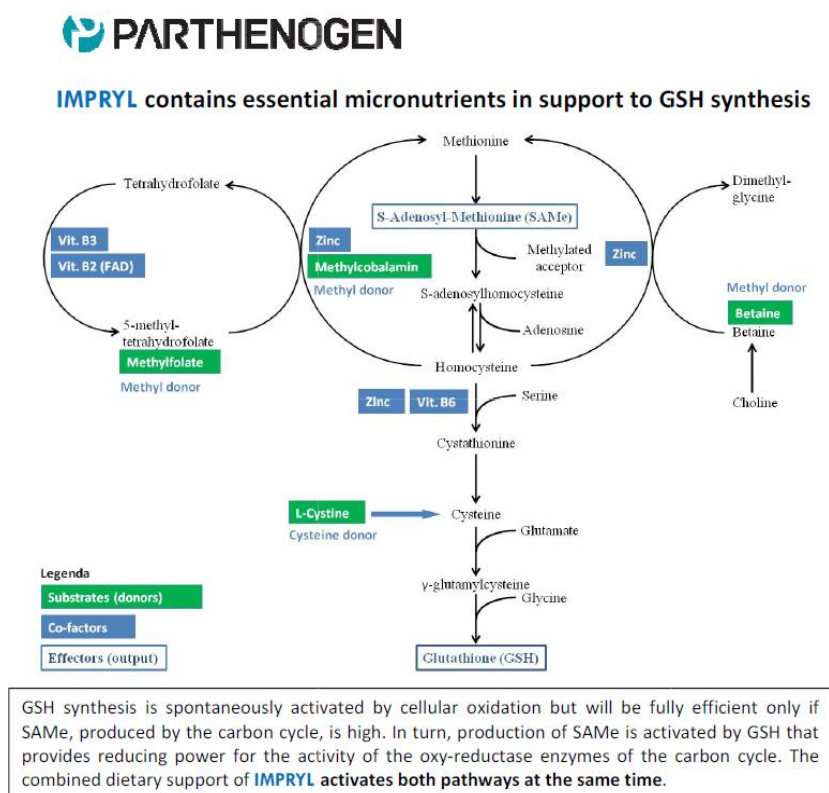 PARTHENOGEN
IMPRYL contains essential micronutrients in support to GSH synthesis
Methionine
Tetrahydrofolate
Dimethyl-
glycine
S-Adenosyl-Methionine (SAMe)
Vit. B3
Vit. B2 (FAD)
Zinc
Methylcobalamin
Methyl donor
Methylated
acceptor
Zinc
S-adenosylhomocysteine
Methyl donor
Betaine
Betaine
5-methyl-
tetrahydrofolate
Methylfolate
Methyl donor
Adenosine
Homocysteine
Choline
Zinc
Vit. B6
Serine
Cystathionine
L-Cystine
Cysteine donor
Cysteine
Glutamate
γ-glutamylcysteine
Glycine
Glutathione (GSH)
Legenda
Substrates (donors)
Co-factors
Effectors (output)
GSH synthesis is spontaneously activated by cellular oxidation but will be fully efficient only if
SAMe, produced by the carbon cycle, is high. In turn, production of SAMe is activated by GSH that
provides reducing power for the activity of the oxy-reductase enzymes of the carbon cycle. The
combined dietary support of IMPRYL activates both pathways at the same time.